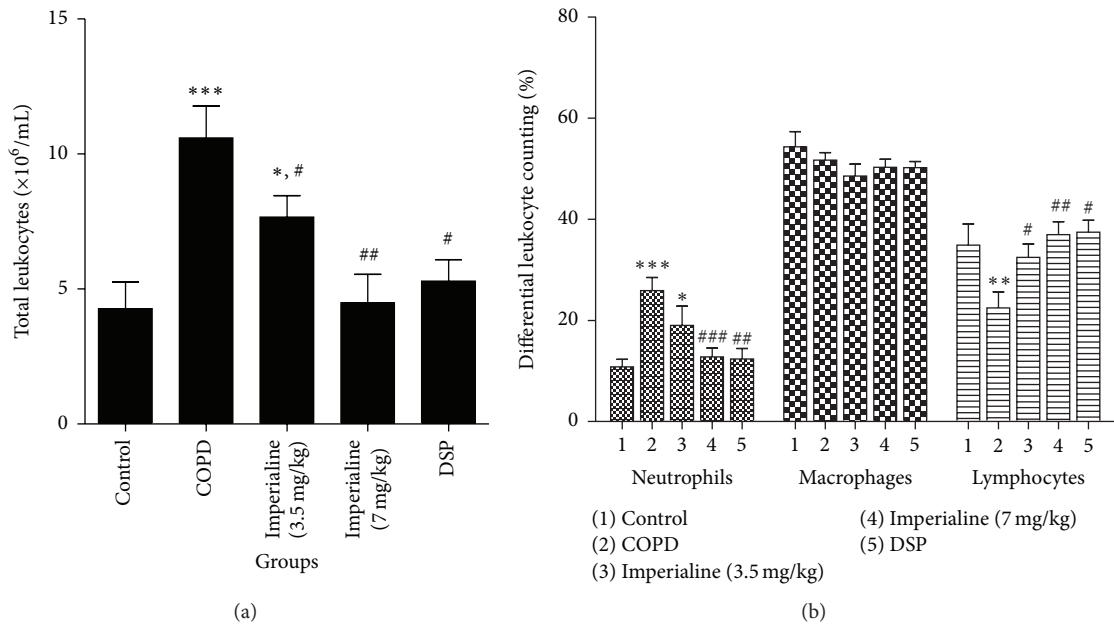 15
10
5
0
Total leukocytes (×10⁶/mL)
***
*, #
##
#
Control
COPD
Imperialine
(3.5 mg/kg)
Imperialine
(7 mg/kg)
DSP
Groups
(a)
80
60
40
20
0
Differential leukocyte counting (%)
***
*
###
##
**
#
##
#
1 2 3 4 5 1 2 3 4 5 1 2 3 4 5
Neutrophils Macrophages Lymphocytes
(1) Control
(2) COPD
(3) Imperialine (3.5 mg/kg)
(4) Imperialine (7 mg/kg)
(5) DSP
(b)